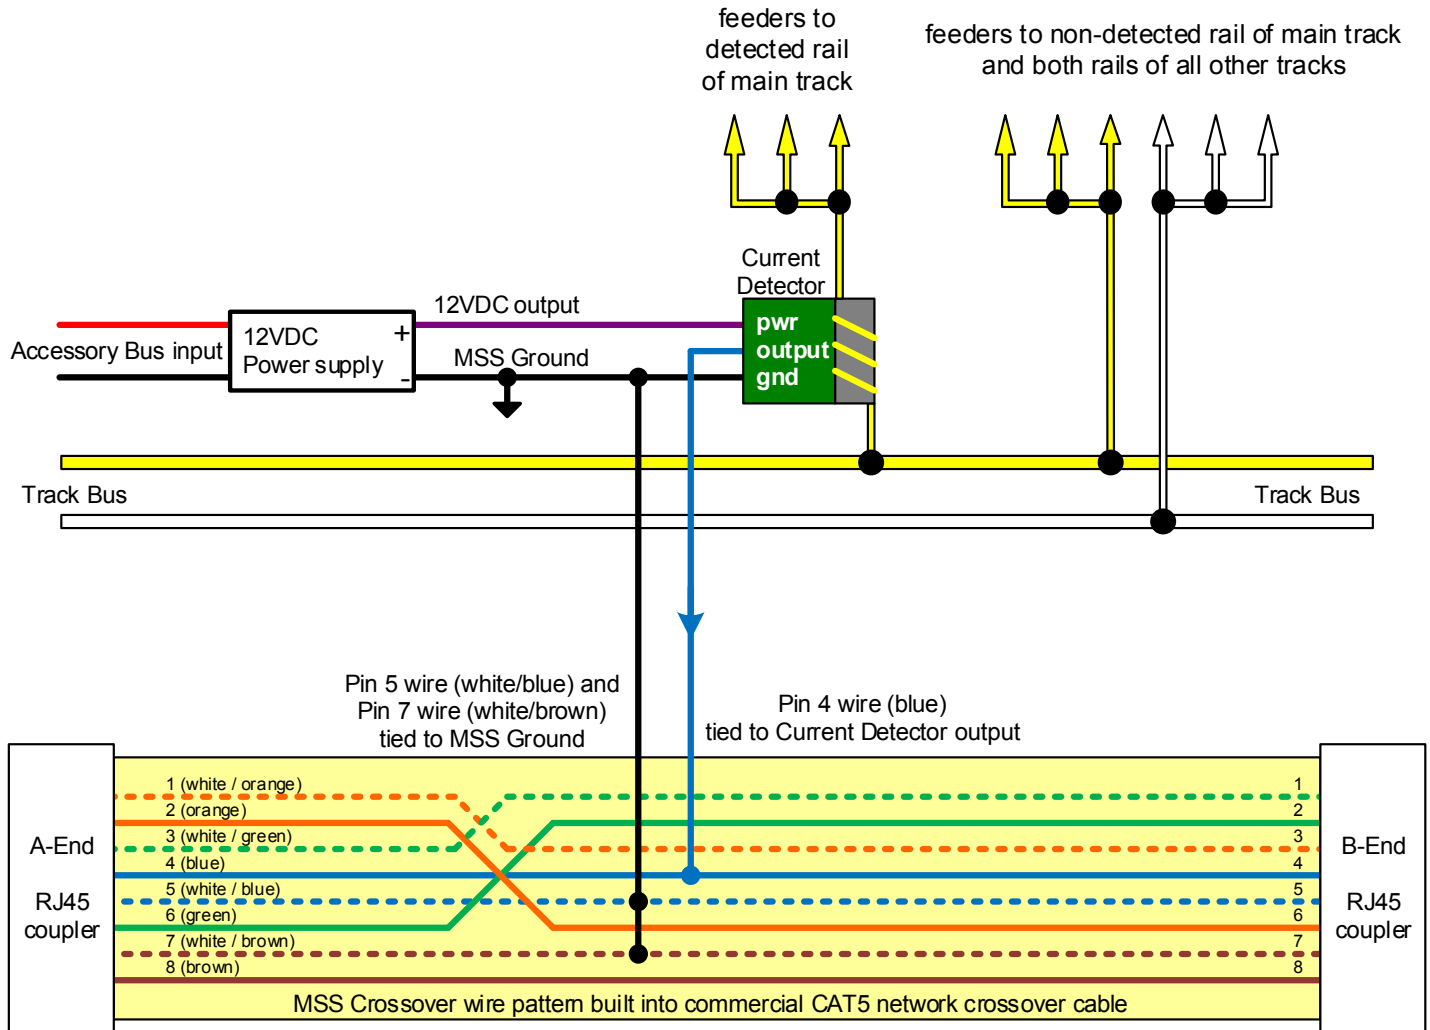 feeders to
detected rail
of main track
feeders to non-detected rail of main track
and both rails of all other tracks
Current
Detector
12VDC output
pwr
output
gnd
Accessory Bus input
12VDC
Power supply
+
-
MSS Ground
Track Bus
Track Bus
Pin 5 wire (white/blue) and
Pin 7 wire (white/brown)
tied to MSS Ground
Pin 4 wire (blue)
tied to Current Detector output
A-End
RJ45
coupler
1 (white / orange)
2 (orange)
3 (white / green)
4 (blue)
5 (white / blue)
6 (green)
7 (white / brown)
8 (brown)
1
2
3
4
5
6
7
8
B-End
RJ45
coupler
MSS Crossover wire pattern built into commercial CAT5 network crossover cable